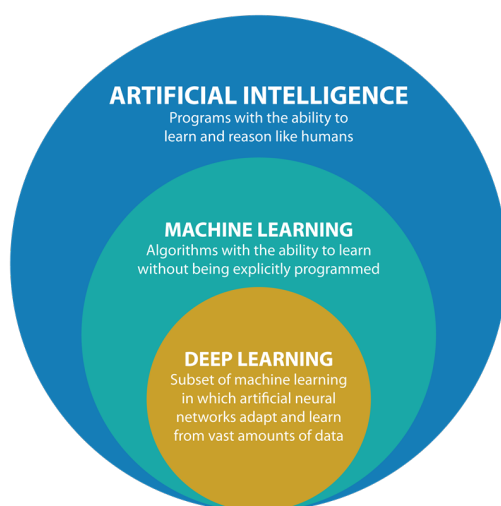 ARTIFICIAL INTELLIGENCE
Programs with the ability to
learn and reason like humans
MACHINE LEARNING
Algorithms with the ability to learn
without being explicitly programmed
DEEP LEARNING
Subset of machine learning
in which artificial neural
networks adapt and learn
from vast amounts of data